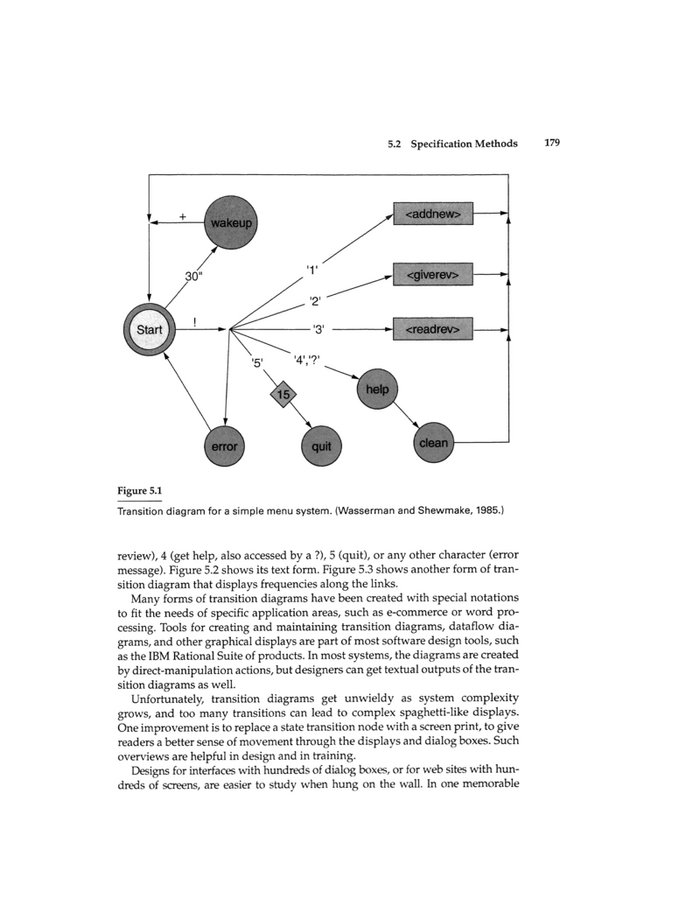 5.2 Specification Methods 179
+
wakeup
<addnew>
30"
'1'
<giverev>
'2'
Start
!
'3'
<readrev>
'5'
'4','?'
15
help
error
quit
clean
Figure 5.1
Transition diagram for a simple menu system. (Wasserman and Shewmake, 1985.)
review), 4 (get help, also accessed by a ?), 5 (quit), or any other character (error
message). Figure 5.2 shows its text form. Figure 5.3 shows another form of tran-
sition diagram that displays frequencies along the links.
Many forms of transition diagrams have been created with special notations
to fit the needs of specific application areas, such as e-commerce or word pro-
cessing. Tools for creating and maintaining transition diagrams, dataflow dia-
grams, and other graphical displays are part of most software design tools, such
as the IBM Rational Suite of products. In most systems, the diagrams are created
by direct-manipulation actions, but designers can get textual outputs of the tran-
sition diagrams as well.
Unfortunately, transition diagrams get unwieldy as system complexity
grows, and too many transitions can lead to complex spaghetti-like displays.
One improvement is to replace a state transition node with a screen print, to give
readers a better sense of movement through the displays and dialog boxes. Such
overviews are helpful in design and in training.
Designs for interfaces with hundreds of dialog boxes, or for web sites with hun-
dreds of screens, are easier to study when hung on the wall. In one memorable